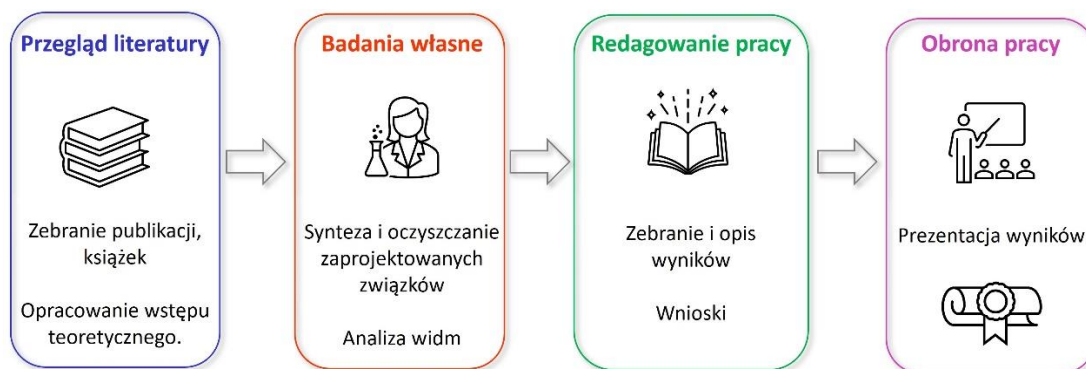 Przegląd literatury
Zebranie publikacji,
książek
Opracowanie wstępu
teoretycznego.
Badania własne
Synteza i oczyszczanie
zaprojektowanych
związków
Analiza widm
Redagowanie pracy
Zebranie i opis
wyników
Wnioski
Obrona pracy
Prezentacja wyników